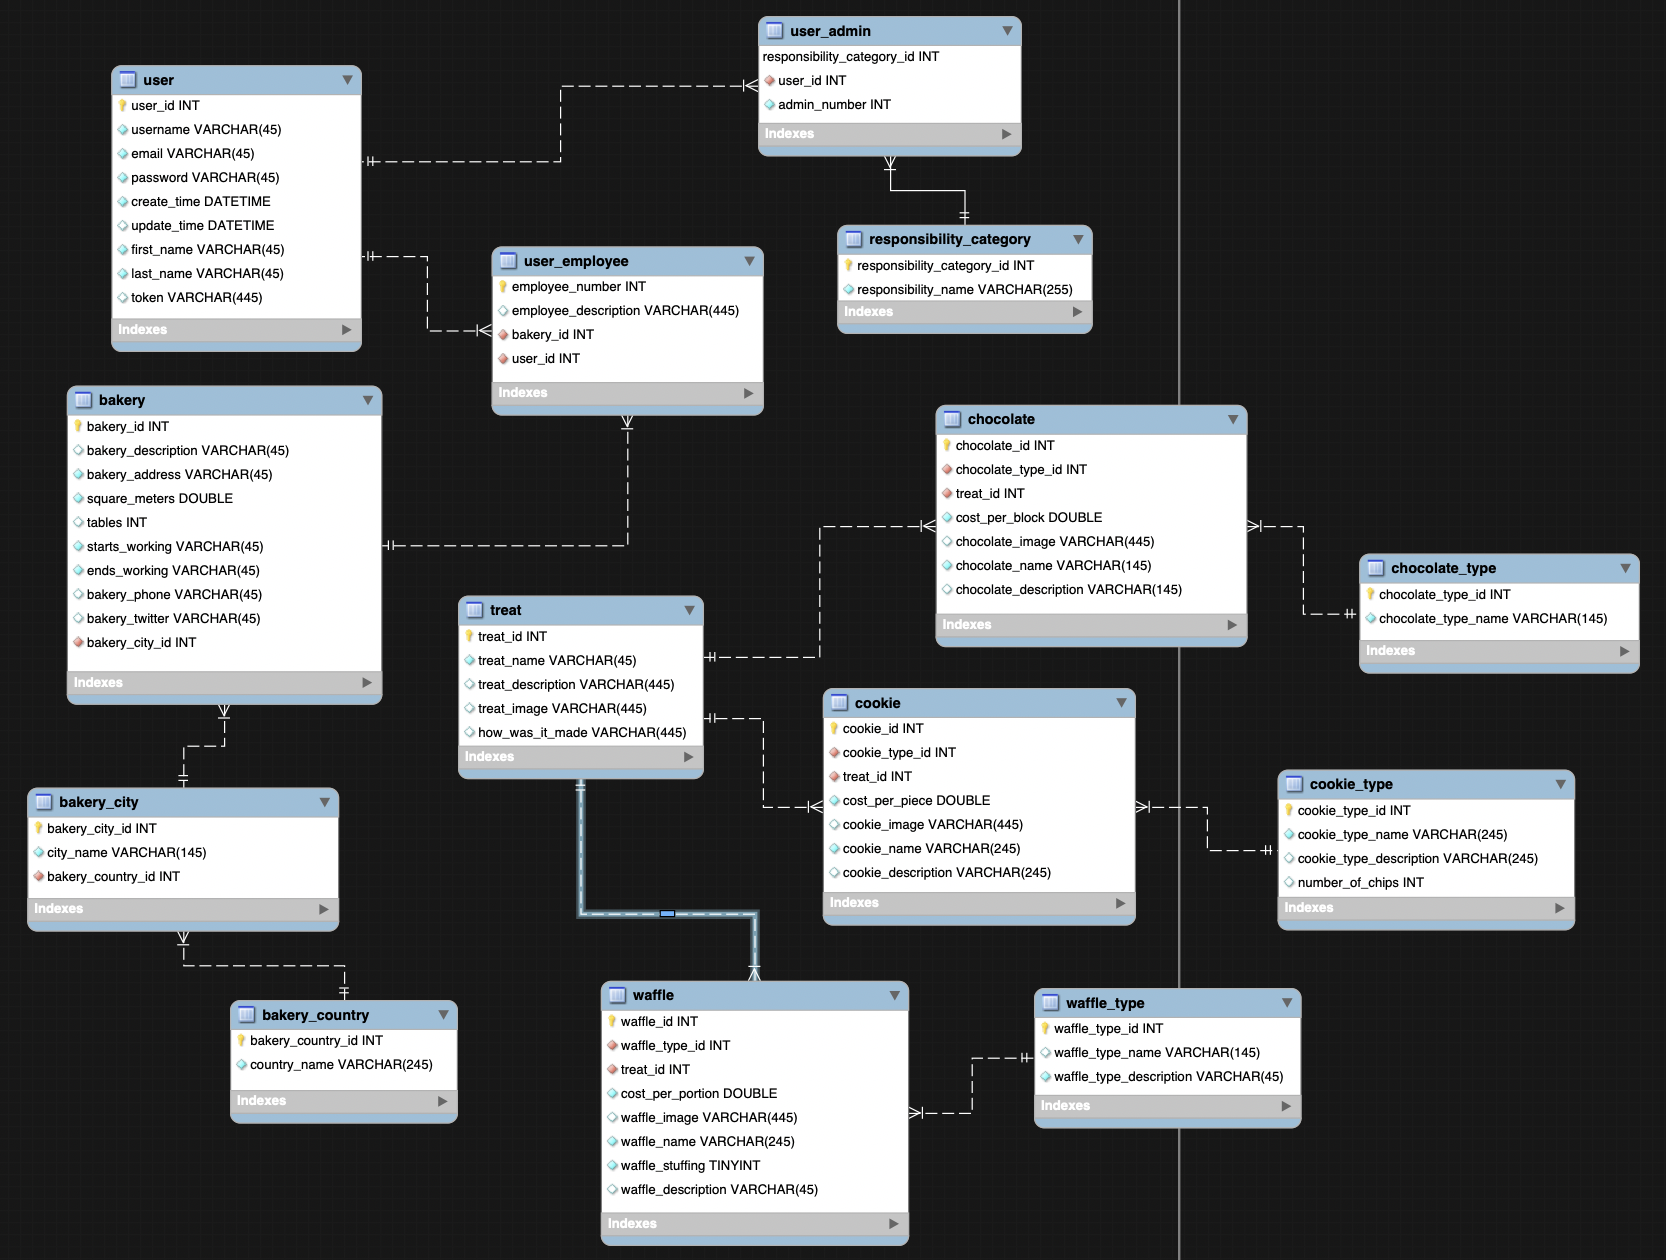 user_admin
responsibility_category_id INT
user_id INT
admin_number INT
Indexes
user
user_id INT
username VARCHAR(45)
email VARCHAR(45)
password VARCHAR(45)
create_time DATETIME
update_time DATETIME
first_name VARCHAR(45)
last_name VARCHAR(45)
token VARCHAR(445)
Indexes
responsibility_category
responsibility_category_id INT
responsibility_name VARCHAR(255)
Indexes
user_employee
employee_number INT
employee_description VARCHAR(445)
bakery_id INT
user_id INT
Indexes
bakery
bakery_id INT
bakery_description VARCHAR(45)
bakery_address VARCHAR(45)
square_meters DOUBLE
tables INT
starts_working VARCHAR(45)
ends_working VARCHAR(45)
bakery_phone VARCHAR(45)
bakery_twitter VARCHAR(45)
bakery_city_id INT
Indexes
chocolate
chocolate_id INT
chocolate_type_id INT
treat_id INT
cost_per_block DOUBLE
chocolate_image VARCHAR(445)
chocolate_name VARCHAR(145)
chocolate_description VARCHAR(145)
Indexes
chocolate_type
chocolate_type_id INT
chocolate_type_name VARCHAR(145)
Indexes
treat
treat_id INT
treat_name VARCHAR(45)
treat_description VARCHAR(445)
treat_image VARCHAR(445)
how_was_it_made VARCHAR(445)
Indexes
cookie
cookie_id INT
cookie_type_id INT
treat_id INT
cost_per_piece DOUBLE
cookie_image VARCHAR(445)
cookie_name VARCHAR(245)
cookie_description VARCHAR(245)
Indexes
cookie_type
cookie_type_id INT
cookie_type_name VARCHAR(245)
cookie_type_description VARCHAR(245)
number_of_chips INT
Indexes
bakery_city
bakery_city_id INT
city_name VARCHAR(145)
bakery_country_id INT
Indexes
bakery_country
bakery_country_id INT
country_name VARCHAR(245)
Indexes
waffle
waffle_id INT
waffle_type_id INT
treat_id INT
cost_per_portion DOUBLE
waffle_image VARCHAR(445)
waffle_name VARCHAR(245)
waffle_stuffing TINYINT
waffle_description VARCHAR(45)
Indexes
waffle_type
waffle_type_id INT
waffle_type_name VARCHAR(145)
waffle_type_description VARCHAR(45)
Indexes